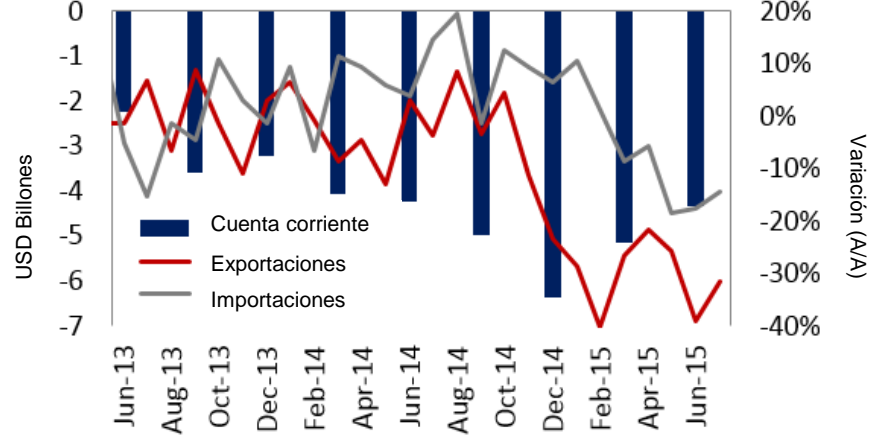 0
-1
-2
-3
-4
-5
-6
-7
USD Billones
20%
10%
0%
-10%
-20%
-30%
-40%
Variación (A/A)
Cuenta corriente
Exportaciones
Importaciones
Jun-13
Aug-13
Oct-13
Dec-13
Feb-14
Apr-14
Jun-14
Aug-14
Oct-14
Dec-14
Feb-15
Apr-15
Jun-15